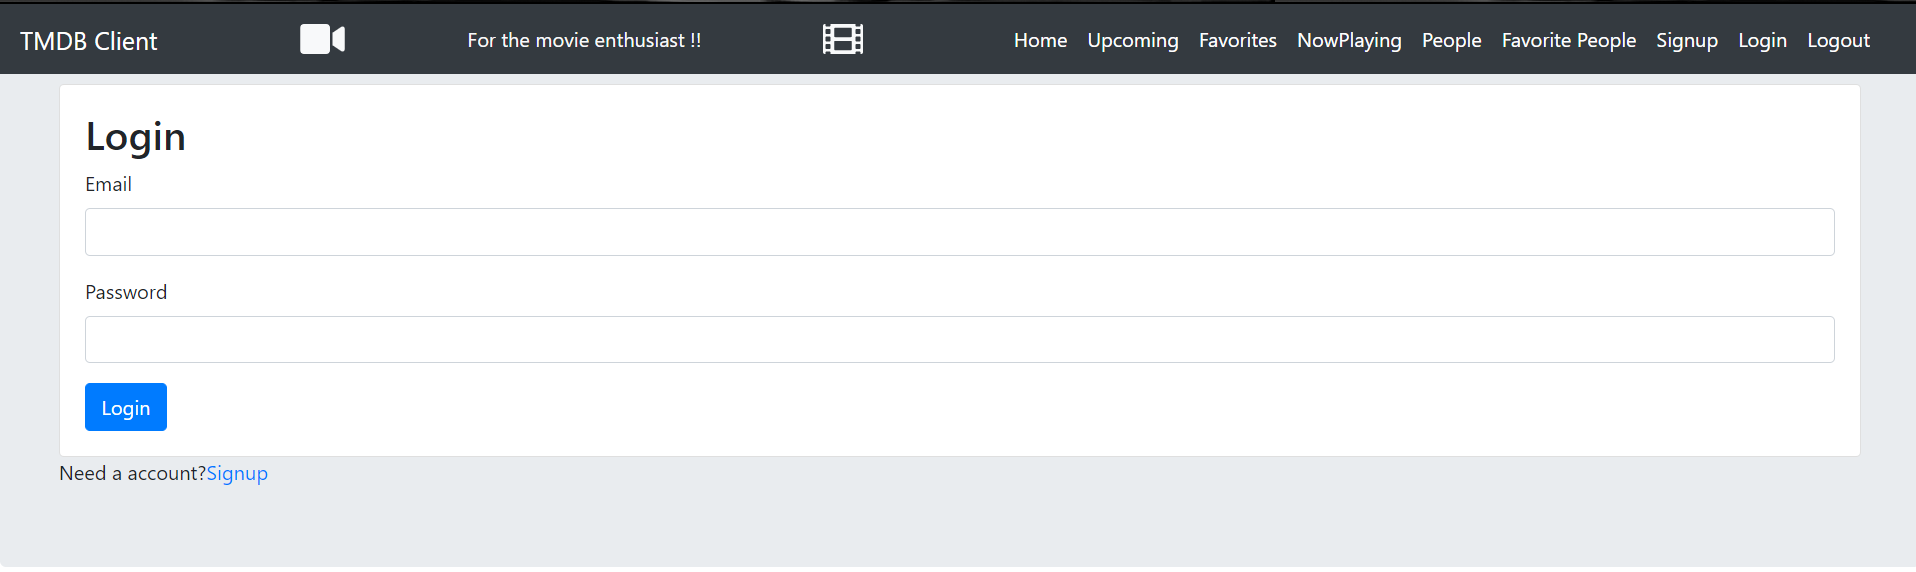 TMDB Client For the movie enthusiast !! Home Upcoming Favorites NowPlaying People Favorite People Signup Login Logout
Login
Email
Password
Login
Need a account?Signup